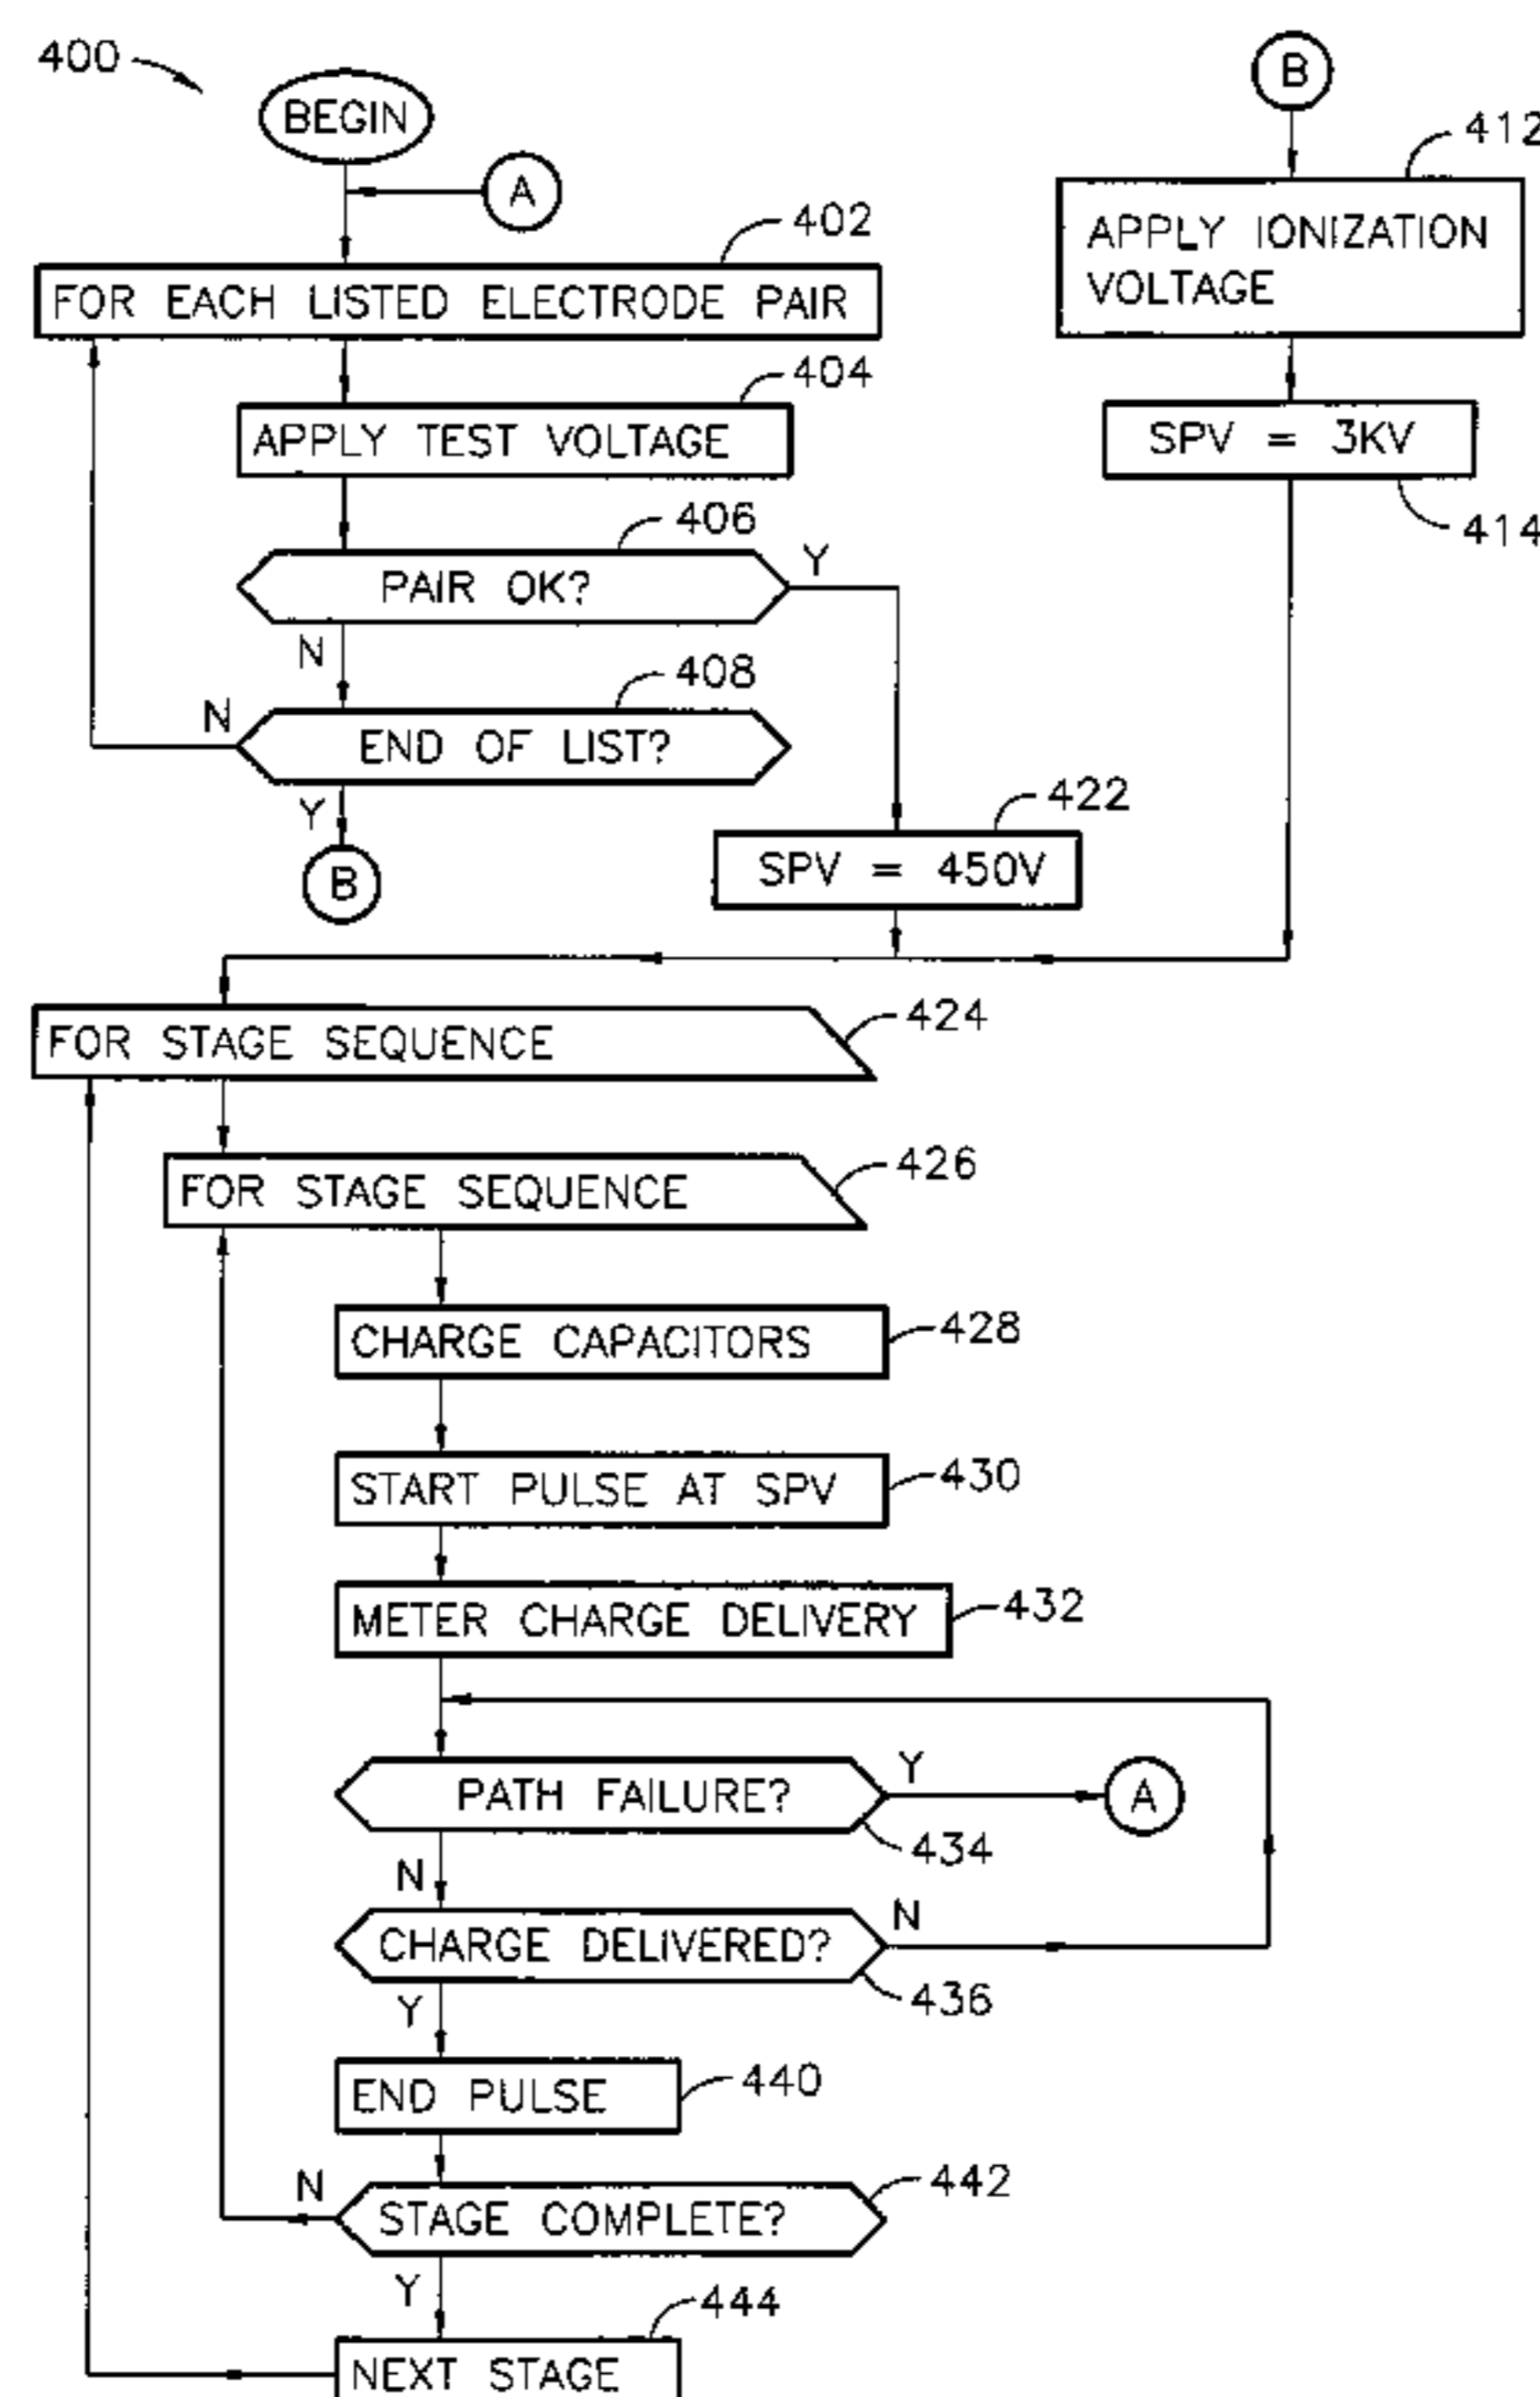 400
BEGIN
A
402
FOR EACH LISTED ELECTRODE PAIR
404
APPLY TEST VOLTAGE
406
PAIR OK?
Y
N
408
N
END OF LIST?
Y
B
422
SPV = 450V
B
412
APPLY IONIZATION
VOLTAGE
SPV = 3KV
414
424
FOR STAGE SEQUENCE
426
FOR STAGE SEQUENCE
CHARGE CAPACITORS
428
START PULSE AT SPV
430
METER CHARGE DELIVERY
432
PATH FAILURE?
Y
A
434
N
CHARGE DELIVERED?
N
436
Y
END PULSE
440
N
STAGE COMPLETE?
442
Y
444
NEXT STAGE